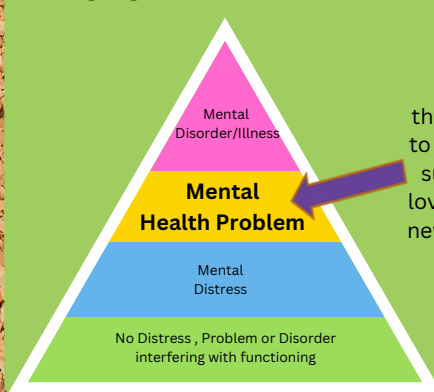 Mental
Disorder/Illness
Mental
Health Problem
Mental
Distress
No Distress , Problem or Disorder
interfering with functioning
th
to
su
lov
nev